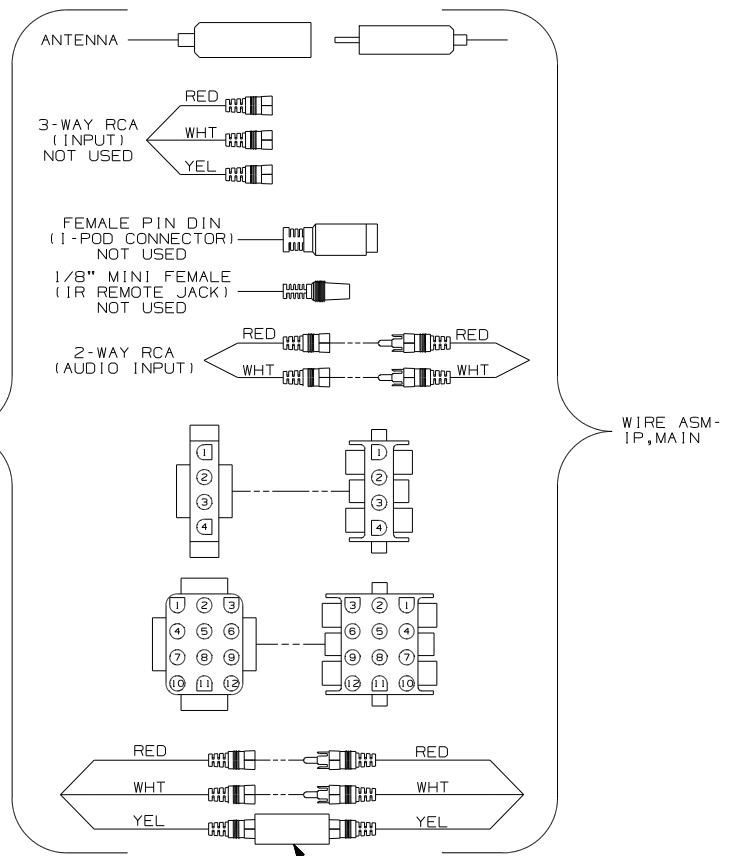 ANTENNA
RED
3-WAY RCA
(INPUT)
NOT USED
WHT
YEL
FEMALE PIN DIN
(I-POD CONNECTOR)
NOT USED
1/8" MINI FEMALE
(IR REMOTE JACK)
NOT USED
RED RED
2-WAY RCA
(AUDIO INPUT)
WHT WHT
WIRE ASM-
IP,MAIN
1 1
2 2
3 3
4 4
1 2 3 3 2 1
4 5 6 6 5 4
7 8 9 9 8 7
10 11 12 12 11 10
RED RED
WHT WHT
YEL YEL